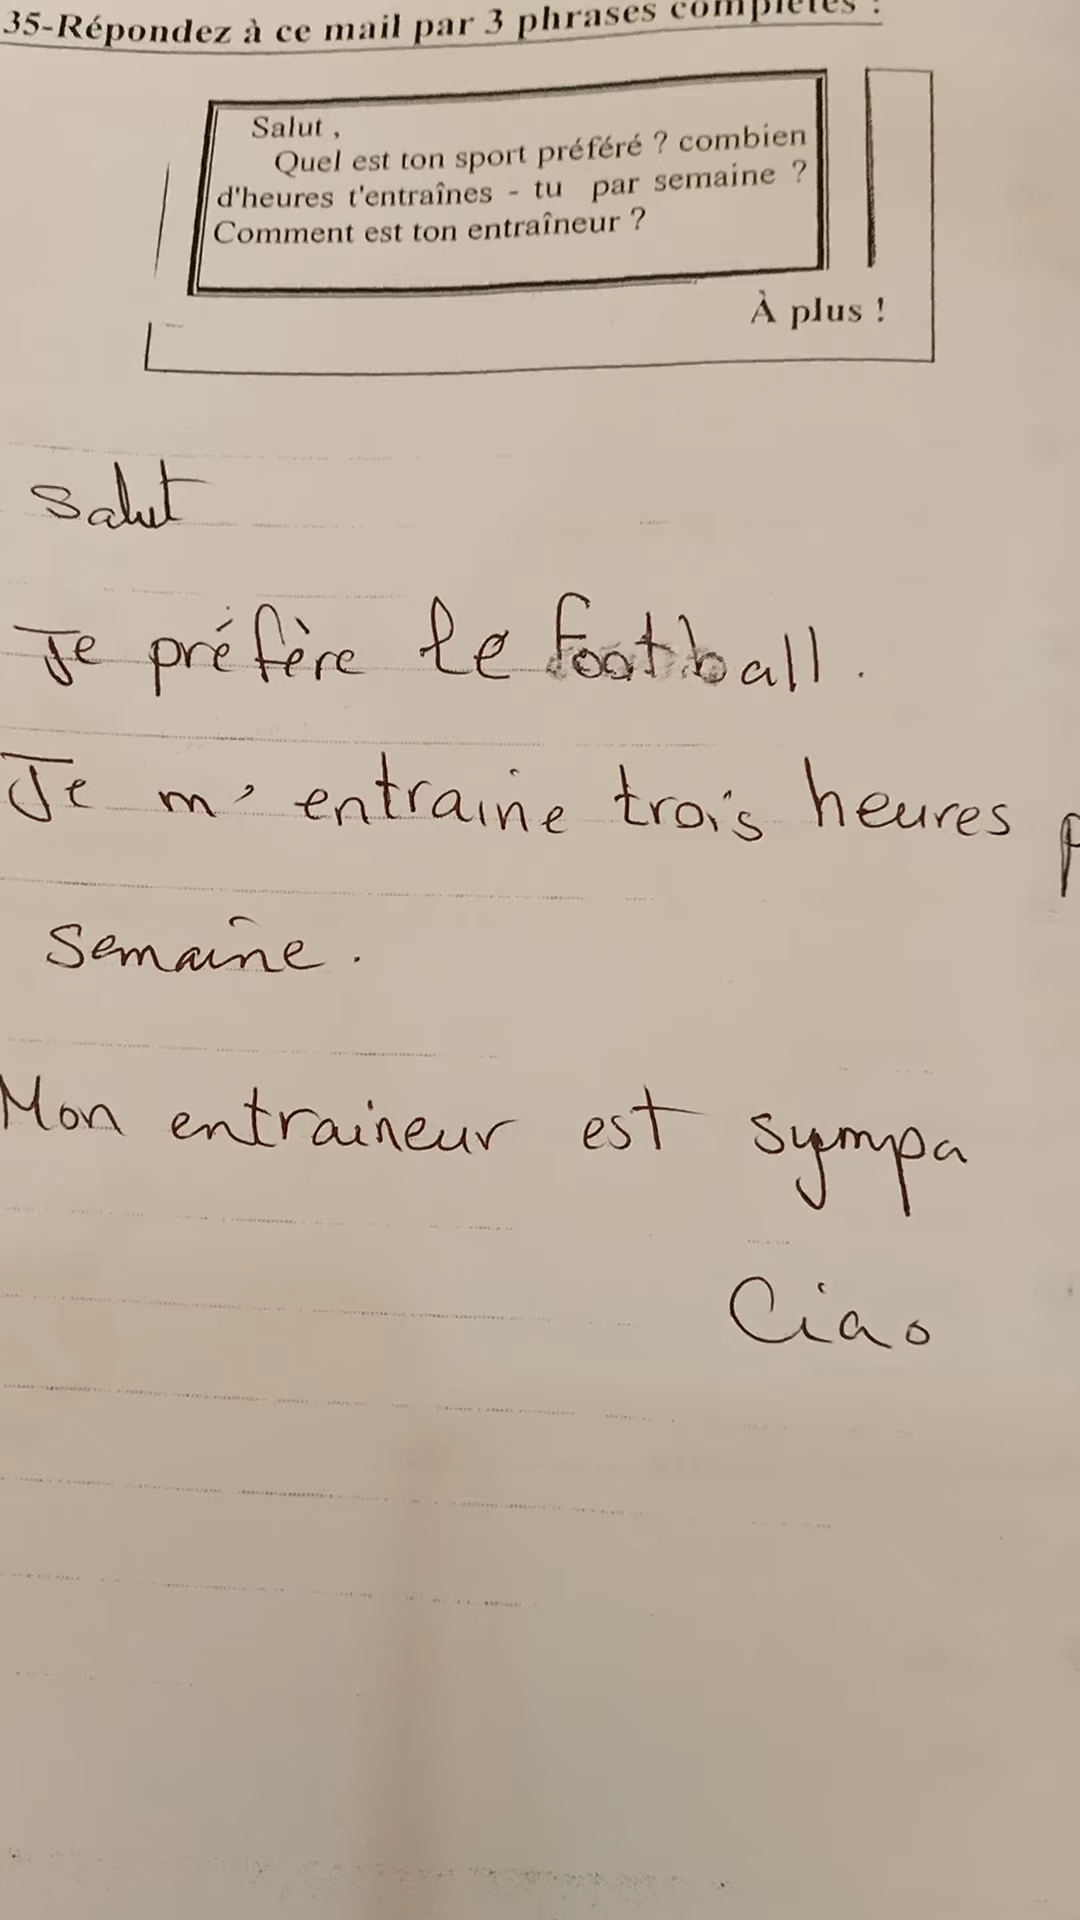 35-Répondez à ce mail par 3 phrases complètes :
Salut ,
Quel est ton sport préféré ? combien
d'heures t'entraînes - tu par semaine ?
Comment est ton entraîneur ?
À plus !
Salut
Je préfère le football.
Je m'entraine trois heures
semaine.
Mon entraineur est sympa
Ciao